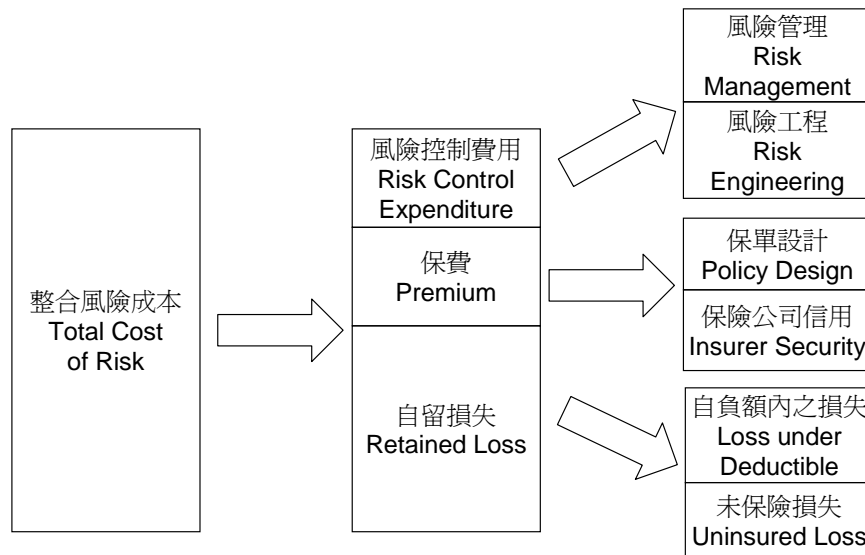 整合風險成本
Total Cost
of Risk
風險控制費用
Risk Control
Expenditure
保費
Premium
自留損失
Retained Loss
風險管理
Risk
Management
風險工程
Risk
Engineering
保單設計
Policy Design
保險公司信用
Insurer Security
自負額內之損失
Loss under
Deductible
未保險損失
Uninsured Loss